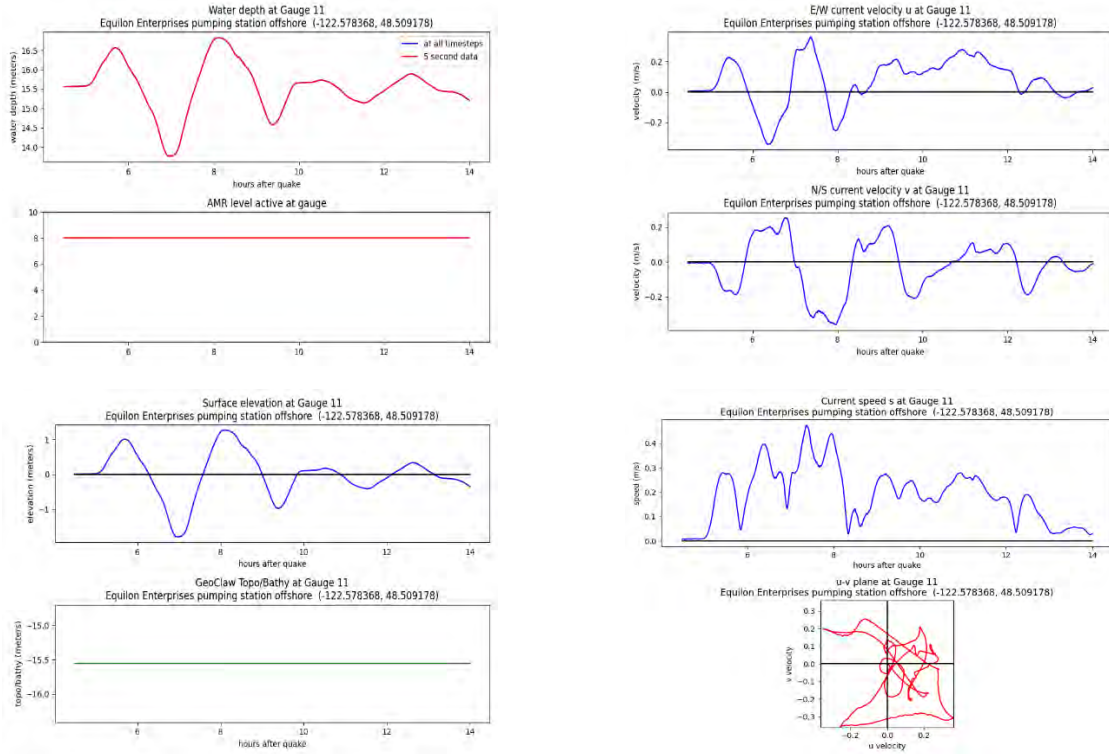 Water depth at Gauge 11
Equilon Enterprises pumping station offshore (-122.578368, 48.509178)
water depth (meters)
16.5
16.0
15.5
15.0
14.5
14.0
at all timesteps
5 second data
6
8
10
12
14
hours after quake
AMR level active at gauge
10
8
6
4
2
0
6
8
10
12
14
Surface elevation at Gauge 11
Equilon Enterprises pumping station offshore (-122.578368, 48.509178)
elevation (meters)
1
0
−1
6
8
10
12
14
hours after quake
GeoClaw Topo/Bathy at Gauge 11
Equilon Enterprises pumping station offshore (-122.578368, 48.509178)
topo/bathy (meters)
−15.0
−15.5
−16.0
6
8
10
12
14
hours after quake
E/W current velocity u at Gauge 11
Equilon Enterprises pumping station offshore (-122.578368, 48.509178)
velocity (m/s)
0.2
0.0
−0.2
6
8
10
12
14
hours after quake
N/S current velocity v at Gauge 11
Equilon Enterprises pumping station offshore (-122.578368, 48.509178)
velocity (m/s)
0.2
0.0
−0.2
6
8
10
12
14
hours after quake
Current speed s at Gauge 11
Equilon Enterprises pumping station offshore (-122.578368, 48.509178)
speed (m/s)
0.4
0.3
0.2
0.1
0.0
6
8
10
12
14
hours after quake
u-v plane at Gauge 11
Equilon Enterprises pumping station offshore (-122.578368, 48.509178)
v velocity
0.3
0.2
0.1
0.0
−0.1
−0.2
−0.3
−0.2
0.0
0.2
u velocity